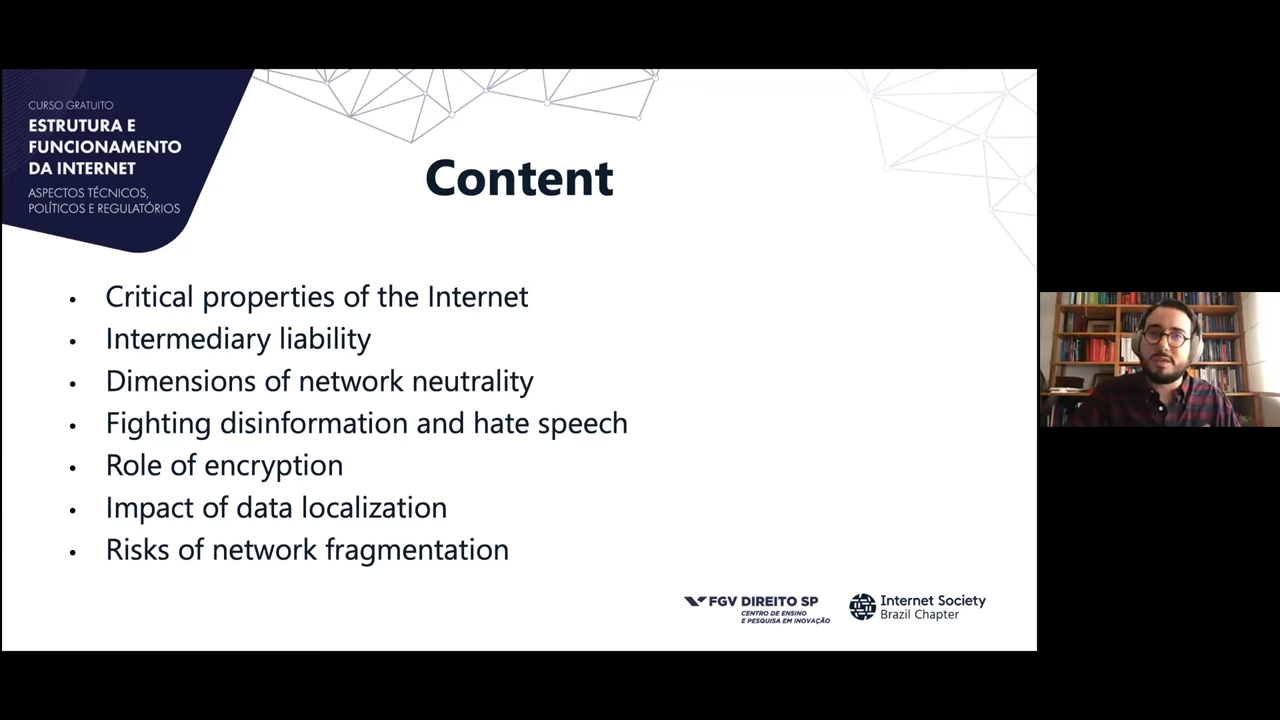 CURSO GRATUITO
ESTRUTURA E
FUNCIONAMENTO
DA INTERNET
ASPECTOS TÉCNICOS,
POLÍTICOS E REGULATÓRIOS
Content
• Critical properties of the Internet
• Intermediary liability
• Dimensions of network neutrality
• Fighting disinformation and hate speech
• Role of encryption
• Impact of data localization
• Risks of network fragmentation
FGV DIREITO SP
CENTRO DE ENSINO
E PESQUISA EM INOVAÇÃO
Internet Society
Brazil Chapter